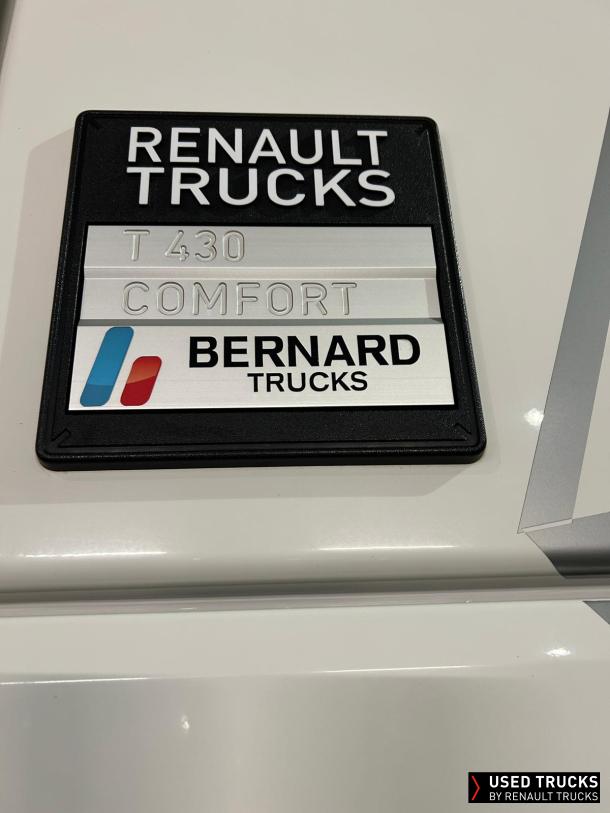 RENAULT
TRUCKS
T 430
COMFORT
BERNARD
TRUCKS
USED TRUCKS
BY RENAULT TRUCKS